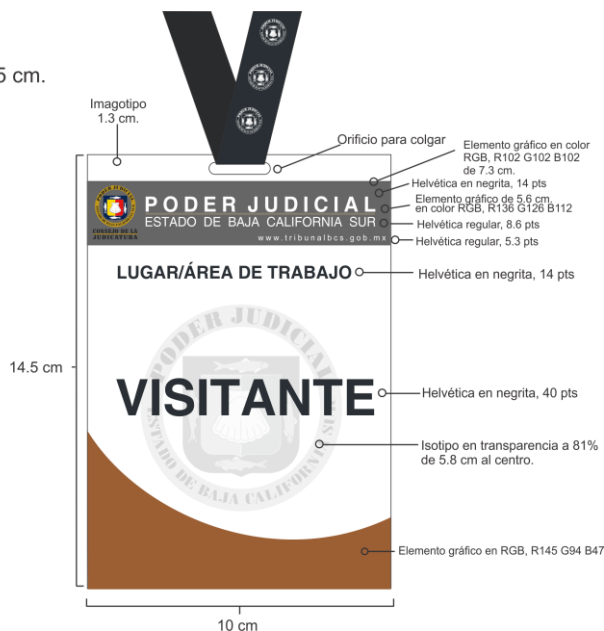 5 cm.
Imagotipo
1.3 cm.
Orificio para colgar
Elemento gráfico en color
RGB, R102 G102 B102
de 7.3 cm.
Helvética en negrita, 14 pts
Elemento gráfico de 5.6 cm.
en color RGB, R136 G126 B112
Helvética regular, 8.6 pts
Helvética regular, 5.3 pts
CONSEJO DE LA
JUDICATURA
PODER JUDICIAL
ESTADO DE BAJA CALIFORNIA SUR
www.tribunalbcs.gob.mx
LUGAR/ÁREA DE TRABAJO
Helvética en negrita, 14 pts
PODER JUDICIAL
ESTADO DE BAJA CALIFORNIA SUR
14.5 cm
VISITANTE
Helvética en negrita, 40 pts
Isotipo en transparencia a 81%
de 5.8 cm al centro.
Elemento gráfico en RGB, R145 G94 B47
10 cm